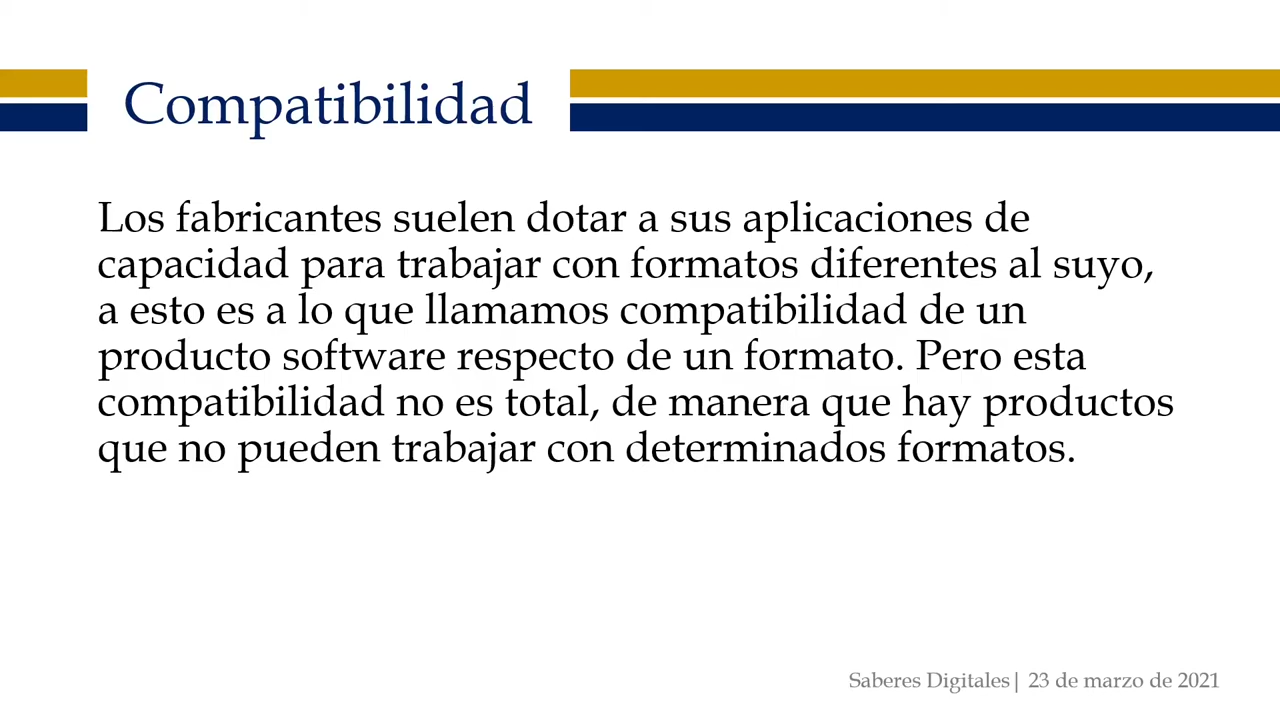 Compatibilidad
Los fabricantes suelen dotar a sus aplicaciones de
capacidad para trabajar con formatos diferentes al suyo,
a esto es a lo que llamamos compatibilidad de un
producto software respecto de un formato. Pero esta
compatibilidad no es total, de manera que hay productos
que no pueden trabajar con determinados formatos.
Saberes Digitales| 23 de marzo de 2021